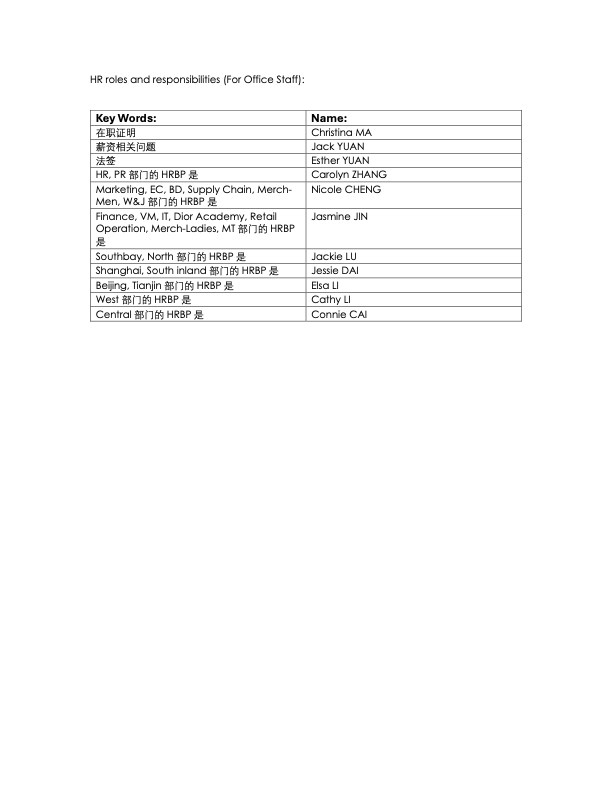 HR roles and responsibilities (For Office Staff):
Key Words: Name:
在职证明 Christina MA
薪资相关问题 Jack YUAN
法签 Esther YUAN
HR, PR 部门的 HRBP 是 Carolyn ZHANG
Marketing, EC, BD, Supply Chain, Merch- Nicole CHENG
Men, W&J 部门的 HRBP 是
Finance, VM, IT, Dior Academy, Retail Jasmine JIN
Operation, Merch-Ladies, MT 部门的 HRBP
是
Southbay, North 部门的 HRBP 是 Jackie LU
Shanghai, South inland 部门的 HRBP 是 Jessie DAI
Beijing, Tianjin 部门的 HRBP 是 Elsa LI
West 部门的 HRBP 是 Cathy LI
Central 部门的 HRBP 是 Connie CAI